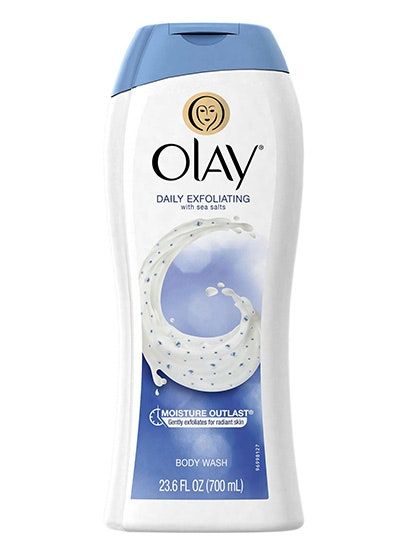 OLAY®
DAILY EXFOLIATING
with sea salts
MOISTURE OUTLAST®
Gently exfoliates for radiant skin
BODY WASH
23.6 FL OZ (700 mL)
96998127